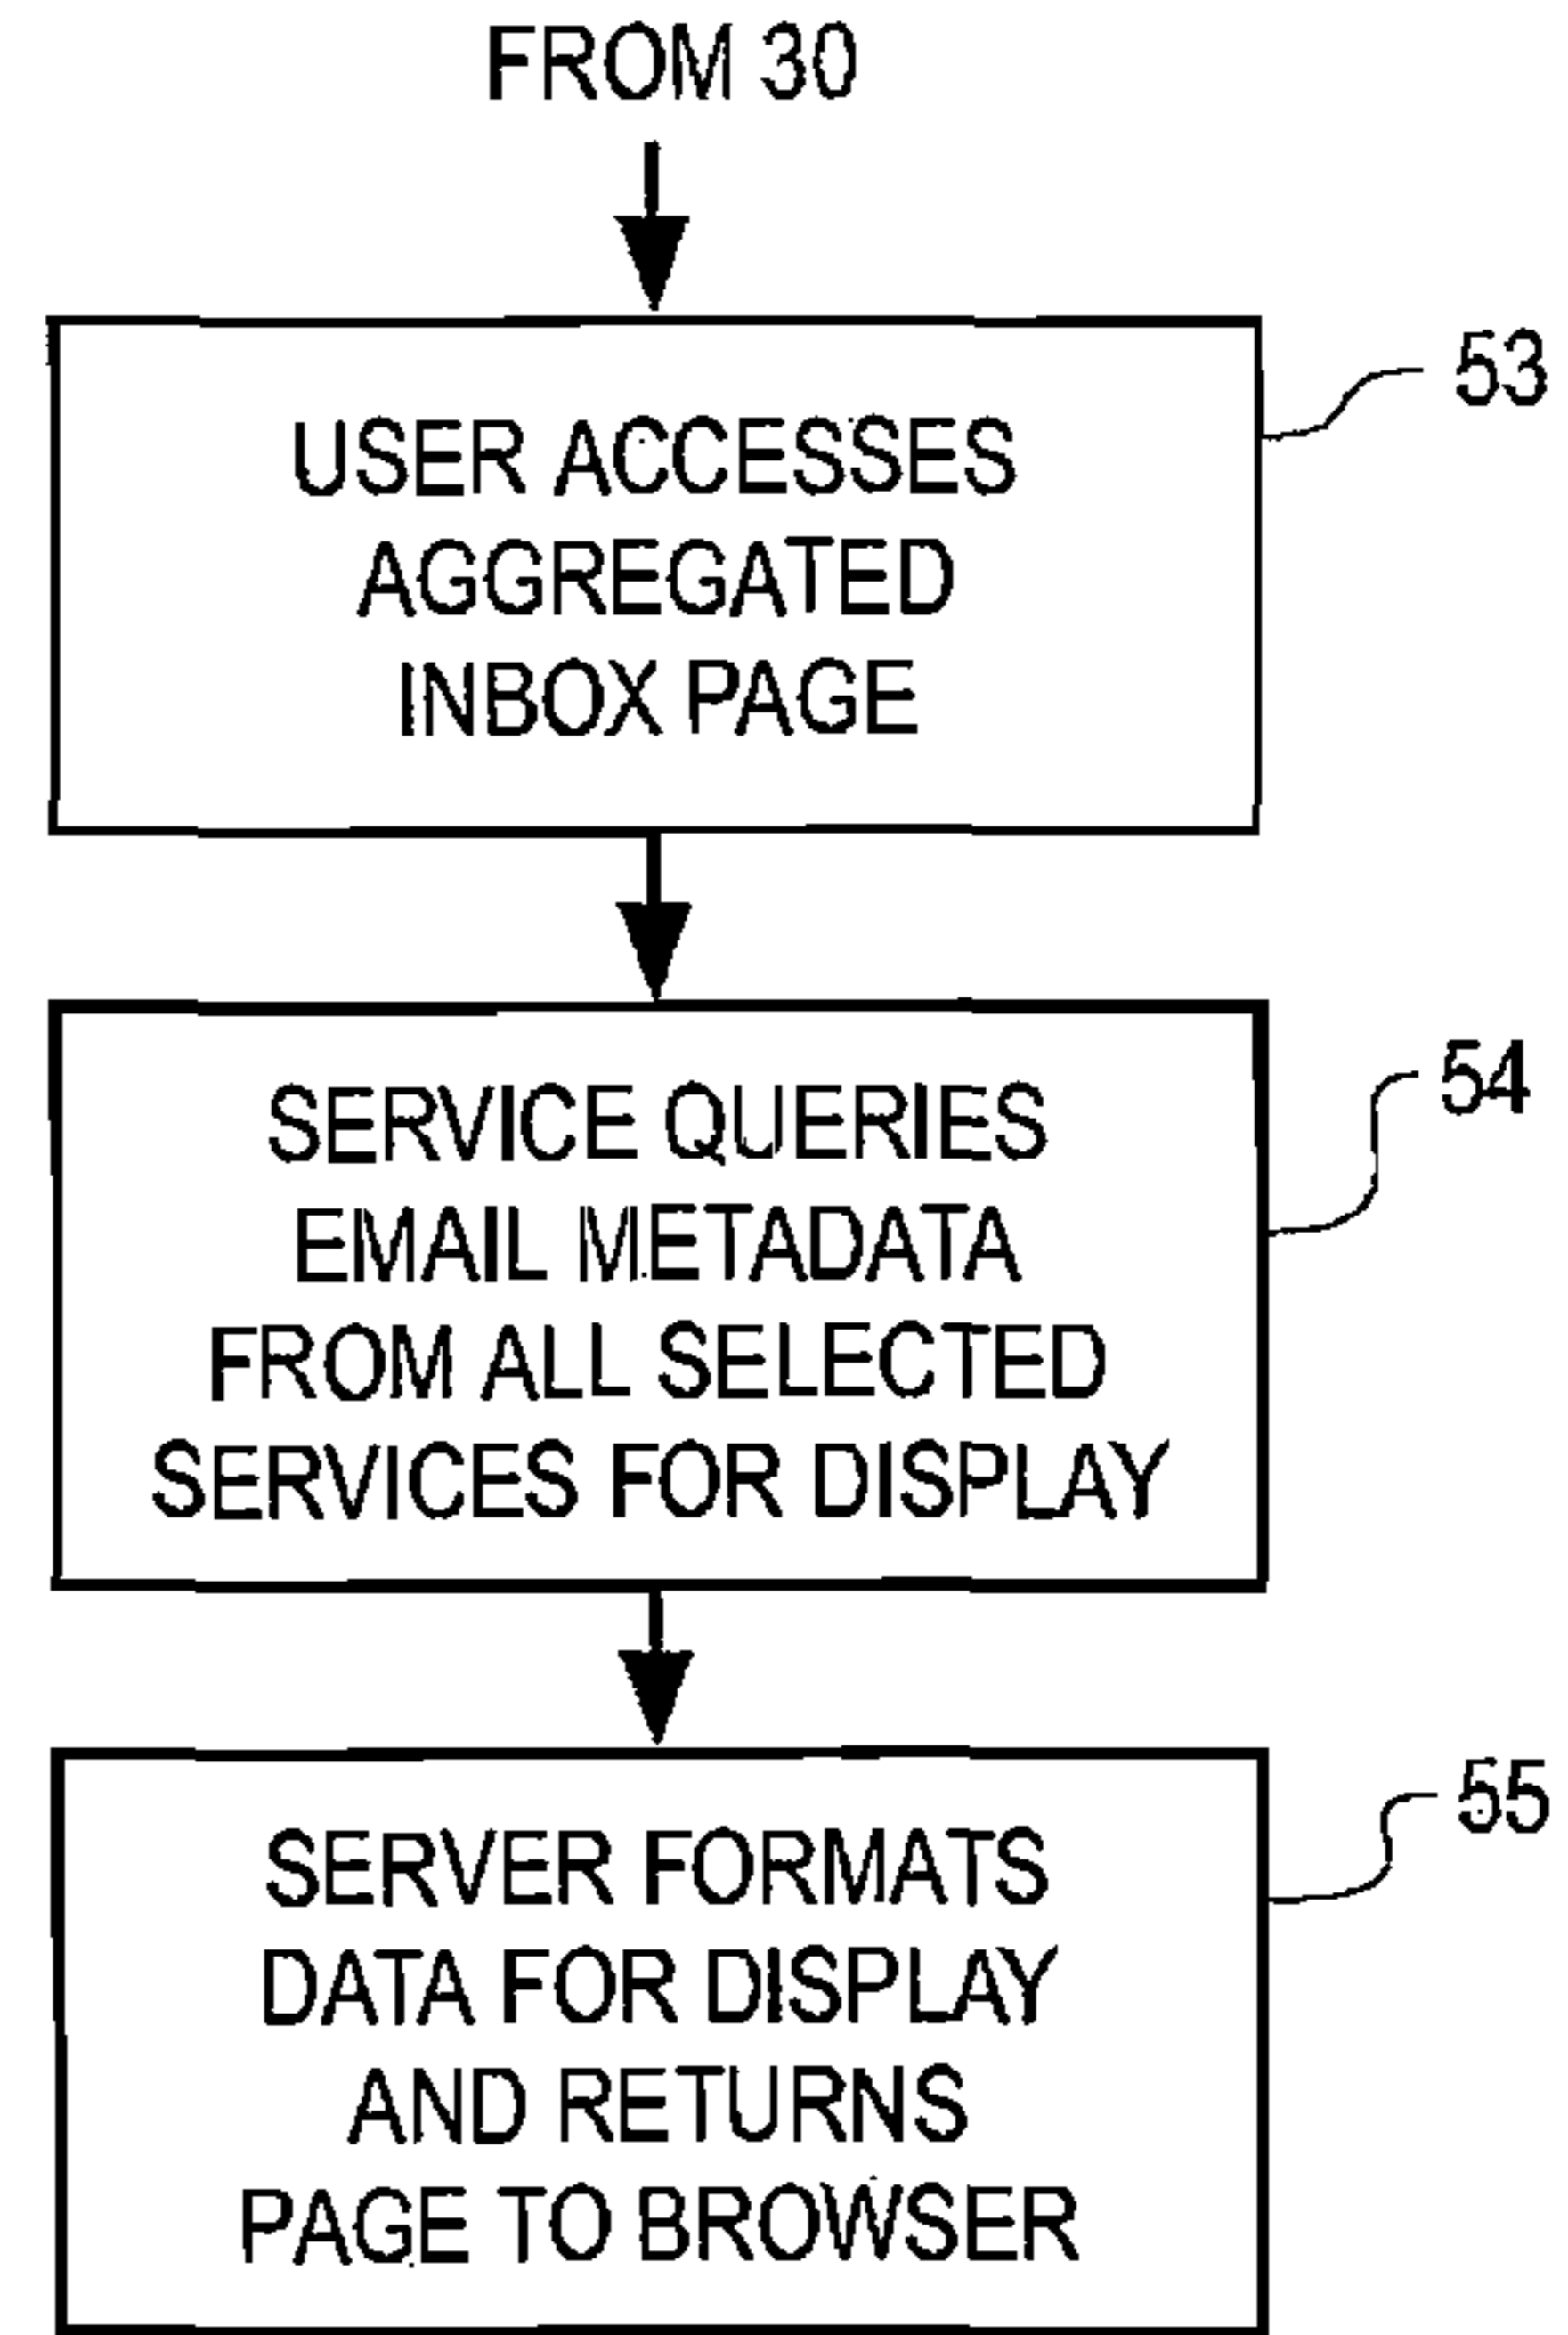 FROM 30
53
USER ACCESSES
AGGREGATED
INBOX PAGE
54
SERVICE QUERIES
EMAIL METADATA
FROM ALL SELECTED
SERVICES FOR DISPLAY
55
SERVER FORMATS
DATA FOR DISPLAY
AND RETURNS
PAGE TO BROWSER